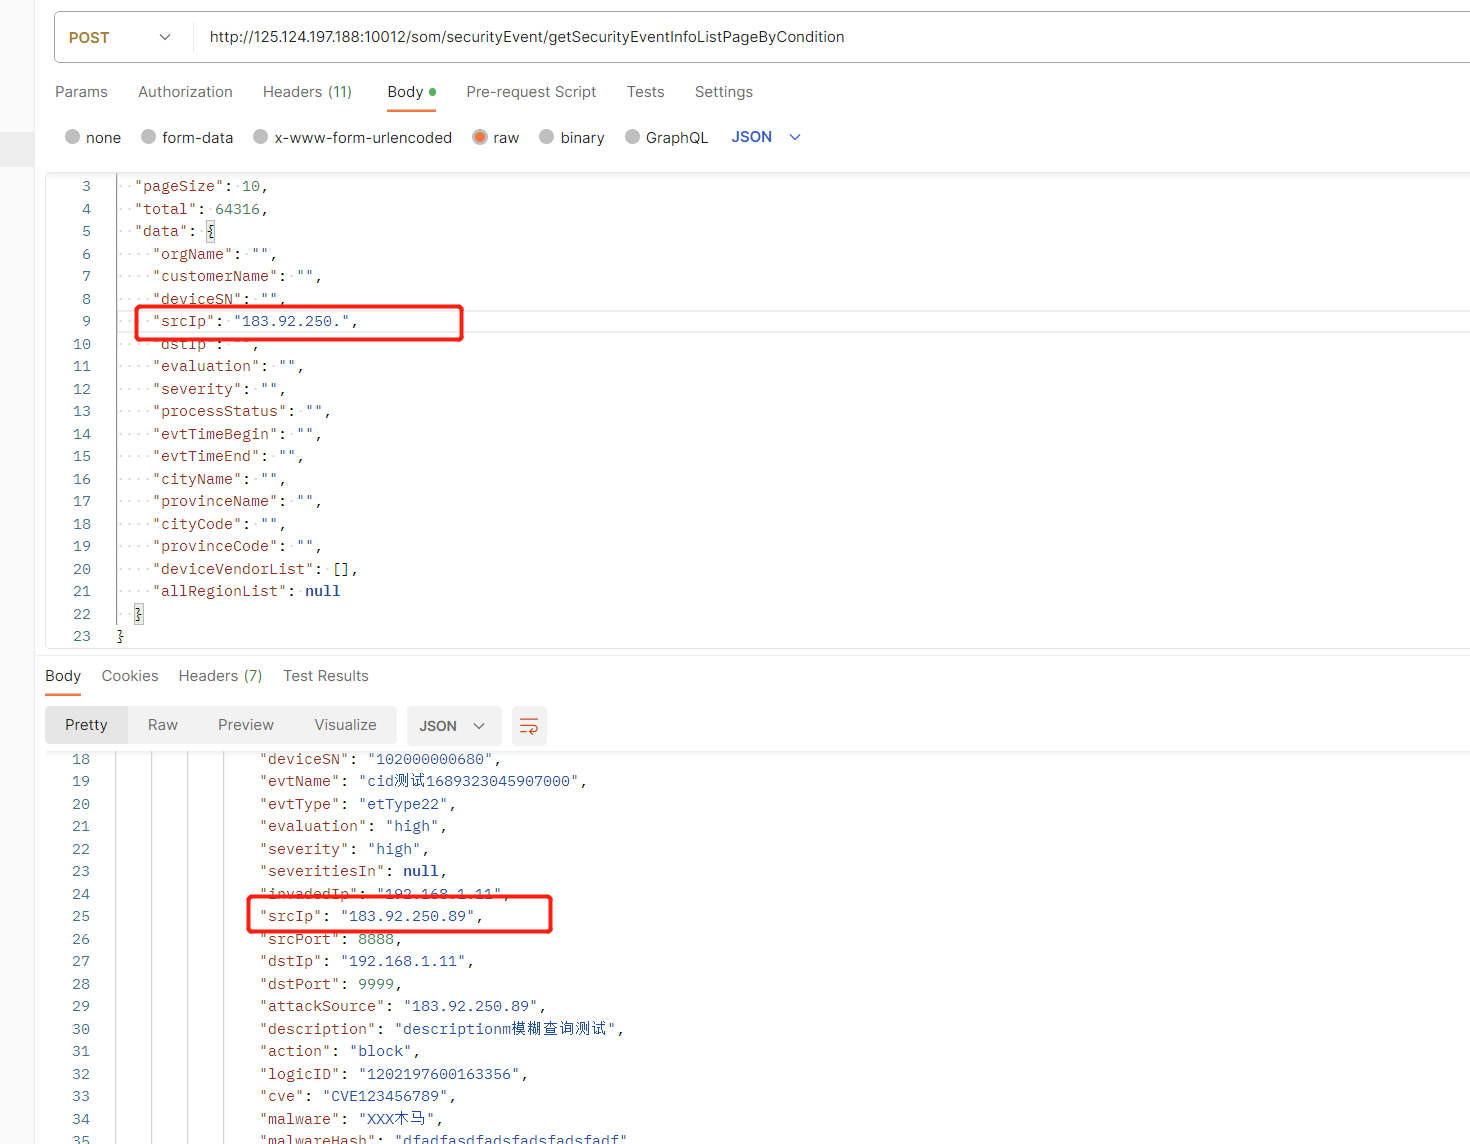 POST http://125.124.197.188:10012/som/securityEvent/getSecurityEventInfoListPageByCondition
Params Authorization Headers (11) Body Pre-request Script Tests Settings
none form-data x-www-form-urlencoded raw binary GraphQL JSON
3 "pageSize": 10,
4 "total": 64316,
5 "data": {
6 "orgName": "",
7 "customerName": "",
8 "deviceSN": "",
9 "srcIp": "183.92.250.",
10 "dstIp": "",
11 "evaluation": "",
12 "severity": "",
13 "processStatus": "",
14 "evtTimeBegin": "",
15 "evtTimeEnd": "",
16 "cityName": "",
17 "provinceName": "",
18 "cityCode": "",
19 "provinceCode": "",
20 "deviceVendorList": [],
21 "allRegionList": null
22 }
23 }
Body Cookies Headers (7) Test Results
Pretty Raw Preview Visualize JSON
18 "deviceSN": "102000000680",
19 "evtName": "cid测试1689323045907000",
20 "evtType": "etType22",
21 "evaluation": "high",
22 "severity": "high",
23 "severitiesIn": null,
24 "invadedIp": "192.168.1.11",
25 "srcIp": "183.92.250.89",
26 "srcPort": 8888,
27 "dstIp": "192.168.1.11",
28 "dstPort": 9999,
29 "attackSource": "183.92.250.89",
30 "description": "descriptionm模糊查询测试",
31 "action": "block",
32 "logicID": "1202197600163356",
33 "cve": "CVE123456789",
34 "malware": "XXX木马",
35 "malwareHash": "dfadfasdfadsfadsfadsfadf"